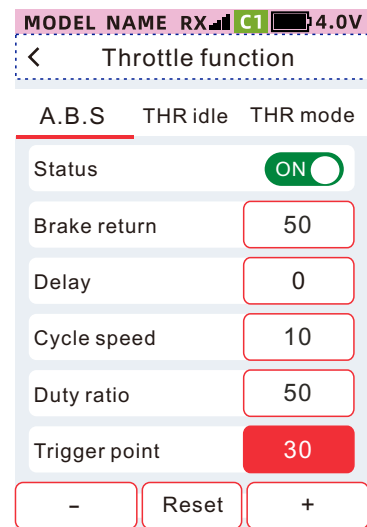 MODEL NAME RX C1 4.0V
< Throttle function
A.B.S THR idle THR mode
Status ON
Brake return 50
Delay 0
Cycle speed 10
Duty ratio 50
Trigger point 30
- Reset +